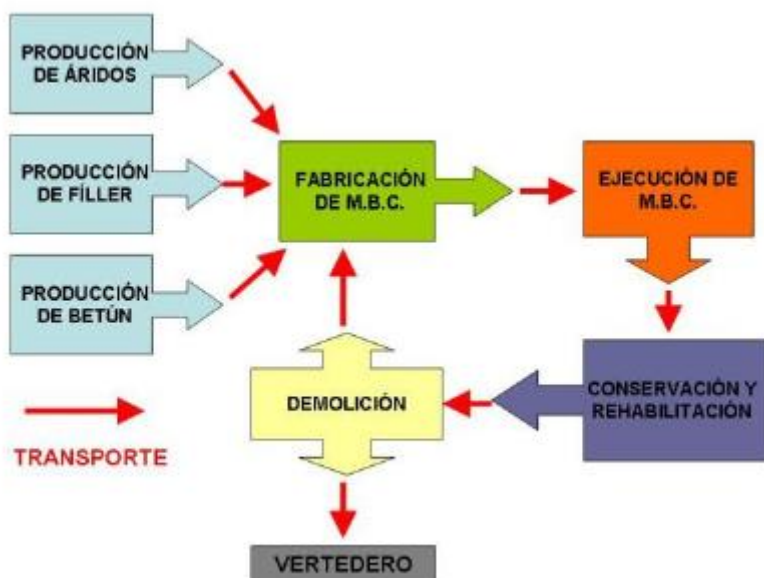 PRODUCCIÓN
DE ÁRIDOS
PRODUCCIÓN
DE FÍLLER
PRODUCCIÓN
DE BETÚN
FABRICACIÓN
DE M.B.C.
EJECUCIÓN DE
M.B.C.
CONSERVACIÓN Y
REHABILITACIÓN
DEMOLICIÓN
TRANSPORTE
VERTEDERO